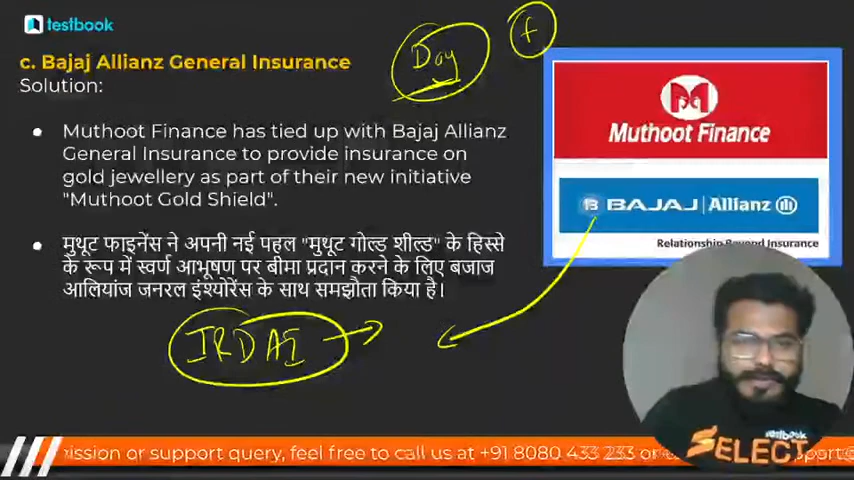 testbook
Day
f
c. Bajaj Allianz General Insurance
Solution:
Muthoot Finance has tied up with Bajaj Allianz
General Insurance to provide insurance on
gold jewellery as part of their new initiative
"Muthoot Gold Shield".
मुथूट फाइनेंस ने अपनी नई पहल "मुथूट गोल्ड शील्ड" के हिस्से
के रूप में स्वर्ण आभूषण पर बीमा प्रदान करने के लिए बजाज
आलियांज जनरल इंश्योरेंस के साथ समझौता किया है।
Muthoot Finance
BAJAJ Allianz
Relationship Beyond Insurance
IRDAI
testbook
SELECT
ission or support query, feel free to call us at +91 8080 433 233 or